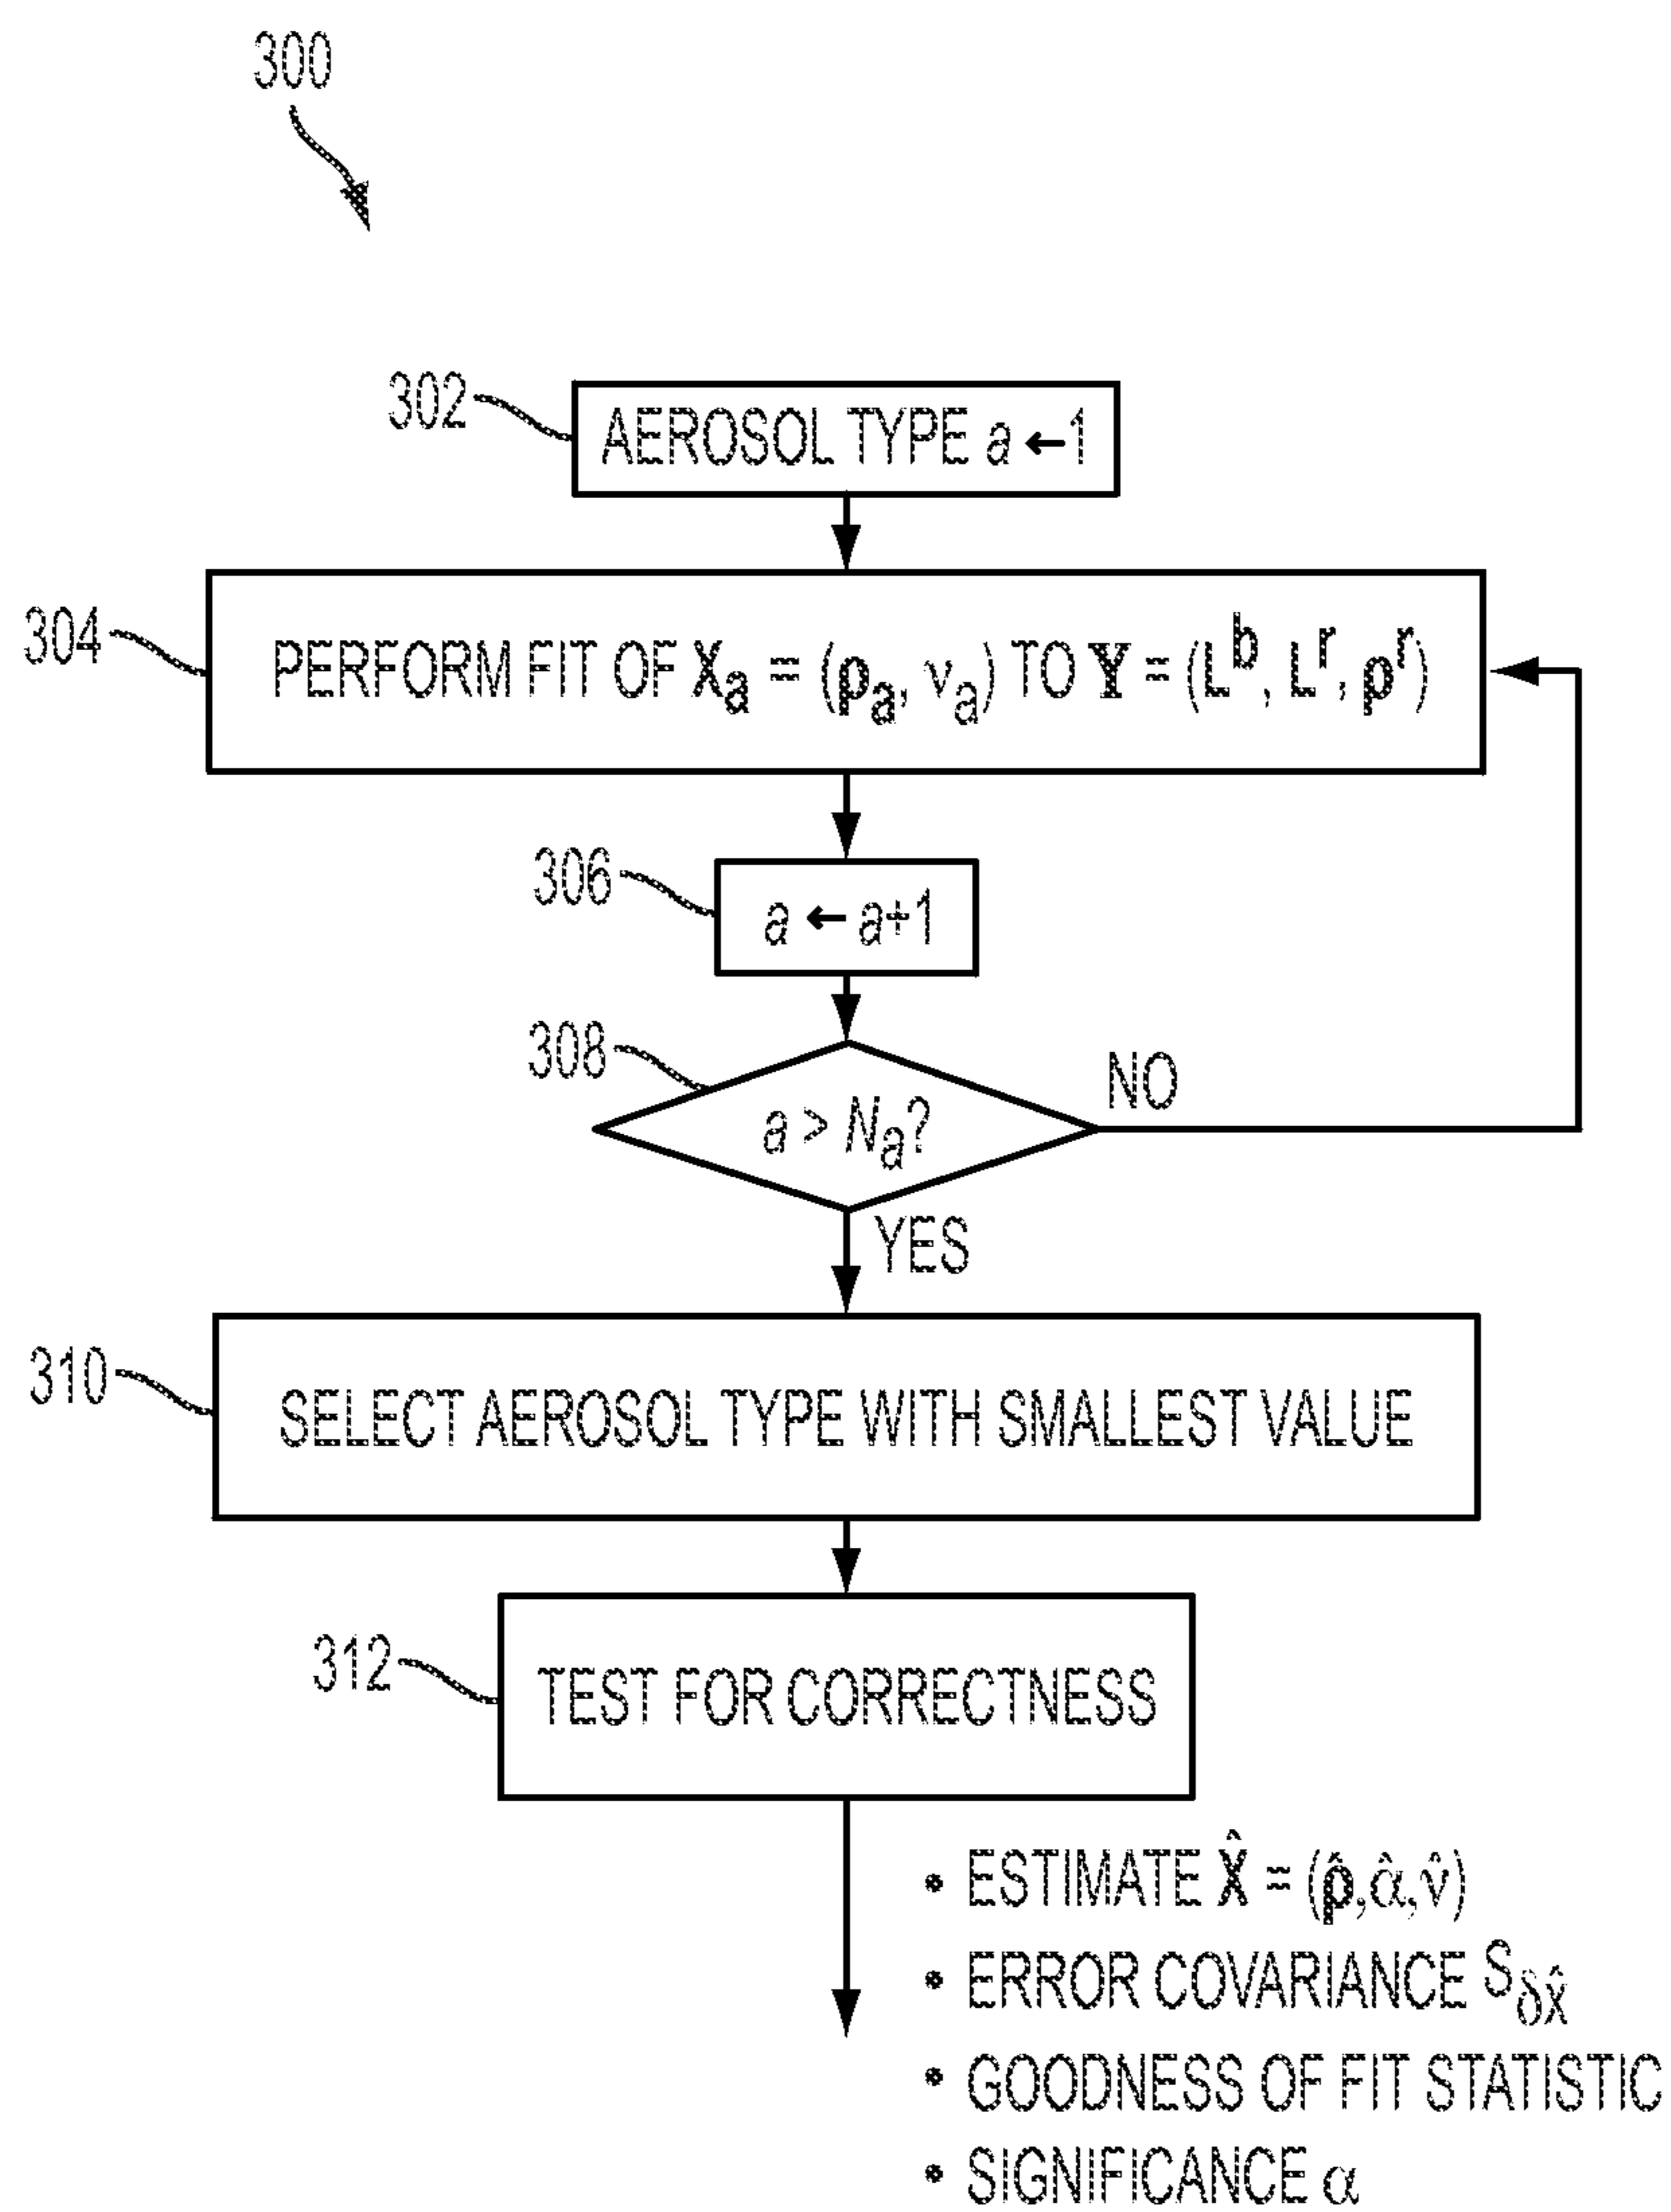 300
302
AEROSOL TYPE a ←1
304
PERFORM FIT OF Xₐ = (ρₐ, νₐ) TO Y = (Lᵇ, Lʳ, ρʳ)
306
a ← a+1
308
a > Nₐ?
NO
YES
310
SELECT AEROSOL TYPE WITH SMALLEST VALUE
312
TEST FOR CORRECTNESS
• ESTIMATE X̂ = (ρ̂,α̂,ν̂)
• ERROR COVARIANCE S_δx̂
• GOODNESS OF FIT STATISTIC
• SIGNIFICANCE α